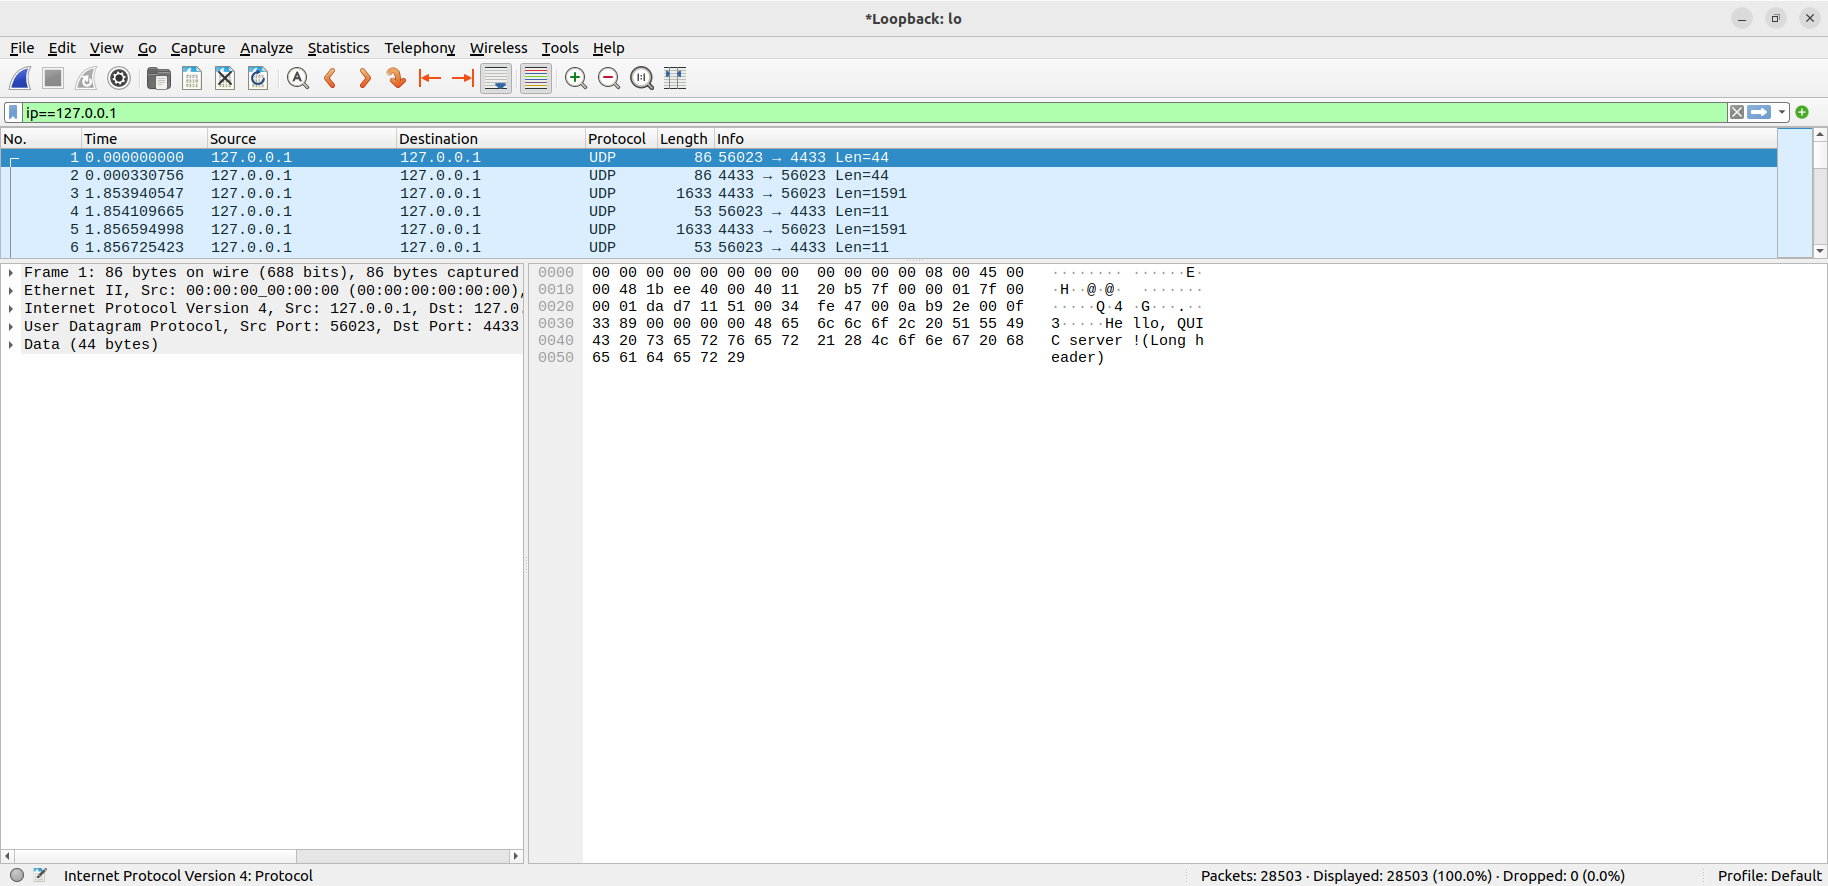 *Loopback: lo
File Edit View Go Capture Analyze Statistics Telephony Wireless Tools Help
ip==127.0.0.1
No. Time Source Destination Protocol Length Info
1 0.000000000 127.0.0.1 127.0.0.1 UDP 86 56023 → 4433 Len=44
2 0.000330756 127.0.0.1 127.0.0.1 UDP 86 4433 → 56023 Len=44
3 1.853940547 127.0.0.1 127.0.0.1 UDP 1633 4433 → 56023 Len=1591
4 1.854109665 127.0.0.1 127.0.0.1 UDP 53 56023 → 4433 Len=11
5 1.856594998 127.0.0.1 127.0.0.1 UDP 1633 4433 → 56023 Len=1591
6 1.856725423 127.0.0.1 127.0.0.1 UDP 53 56023 → 4433 Len=11
Frame 1: 86 bytes on wire (688 bits), 86 bytes captured
Ethernet II, Src: 00:00:00_00:00:00 (00:00:00:00:00:00),
Internet Protocol Version 4, Src: 127.0.0.1, Dst: 127.0.
User Datagram Protocol, Src Port: 56023, Dst Port: 4433
Data (44 bytes)
0000 00 00 00 00 00 00 00 00 00 00 00 00 08 00 45 00 ········ ······E·
0010 00 48 1b ee 40 00 40 11 20 b5 7f 00 00 01 7f 00 ·H··@·@· ·······
0020 00 01 da d7 11 51 00 34 fe 47 00 0a b9 2e 00 0f ·····Q·4 ·G···.··
0030 33 89 00 00 00 00 48 65 6c 6c 6f 2c 20 51 55 49 3·····He llo, QUI
0040 43 20 73 65 72 76 65 72 21 28 4c 6f 6e 67 20 68 C server !(Long h
0050 65 61 64 65 72 29 eader)
Internet Protocol Version 4: Protocol
Packets: 28503 · Displayed: 28503 (100.0%) · Dropped: 0 (0.0%)
Profile: Default